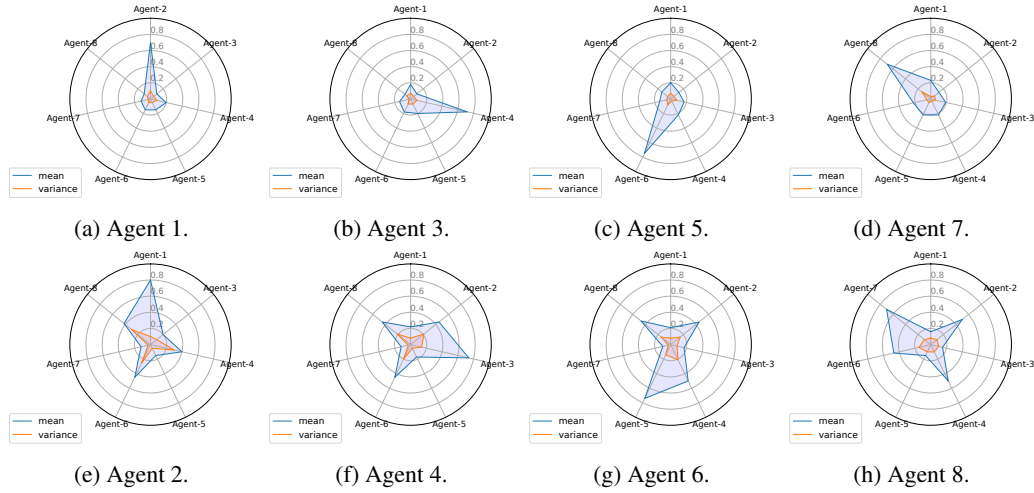 Agent-2
Agent-3
Agent-4
Agent-5
Agent-6
Agent-7
Agent-8
0.2
0.4
0.6
0.8
mean
variance
(a) Agent 1.
Agent-1
Agent-2
Agent-4
Agent-5
Agent-6
Agent-7
Agent-8
0.2
0.4
0.6
0.8
mean
variance
(b) Agent 3.
Agent-1
Agent-2
Agent-3
Agent-4
Agent-6
Agent-7
Agent-8
0.2
0.4
0.6
0.8
mean
variance
(c) Agent 5.
Agent-1
Agent-2
Agent-3
Agent-4
Agent-5
Agent-6
Agent-8
0.2
0.4
0.6
0.8
mean
variance
(d) Agent 7.
Agent-1
Agent-3
Agent-4
Agent-5
Agent-6
Agent-7
Agent-8
0.2
0.4
0.6
0.8
mean
variance
(e) Agent 2.
Agent-1
Agent-2
Agent-3
Agent-5
Agent-6
Agent-7
Agent-8
0.2
0.4
0.6
0.8
mean
variance
(f) Agent 4.
Agent-1
Agent-2
Agent-3
Agent-4
Agent-5
Agent-7
Agent-8
0.2
0.4
0.6
0.8
mean
variance
(g) Agent 6.
Agent-1
Agent-2
Agent-3
Agent-4
Agent-5
Agent-6
Agent-7
0.2
0.4
0.6
0.8
mean
variance
(h) Agent 8.